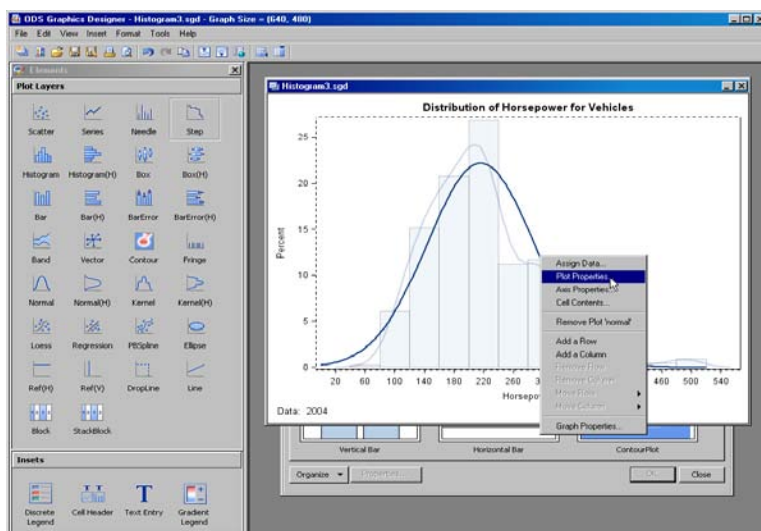 ODS Graphics Designer - Histogram3.sgd - Graph Size = (640, 480)
File Edit View Insert Format Tools Help
Elements
Plot Layers
Scatter Series Needle Step
Histogram Histogram(H) Box Box(H)
Bar Bar(H) BarError BarError(H)
Band Vector Contour Fringe
Normal Normal(H) Kernel Kernel(H)
Loess Regression PBSpline Ellipse
Ref(H) Ref(V) DropLine Line
Block StackBlock
Insets
Discrete Legend Cell Header Text Entry Gradient Legend
Histogram3.sgd
Distribution of Horsepower for Vehicles
25
20
15
10
5
0
Percent
20 60 100 140 180 220 260 460 500 540
Horsepow
Data: 2004
Assign Data...
Plot Properties...
Axis Properties...
Cell Contents...
Remove Plot 'normal'
Add a Row
Add a Column
Remove Row
Remove Column
Move Row
Move Column
Graph Properties...
Vertical Bar Horizontal Bar ContourPlot
Organize Properties... OK Close